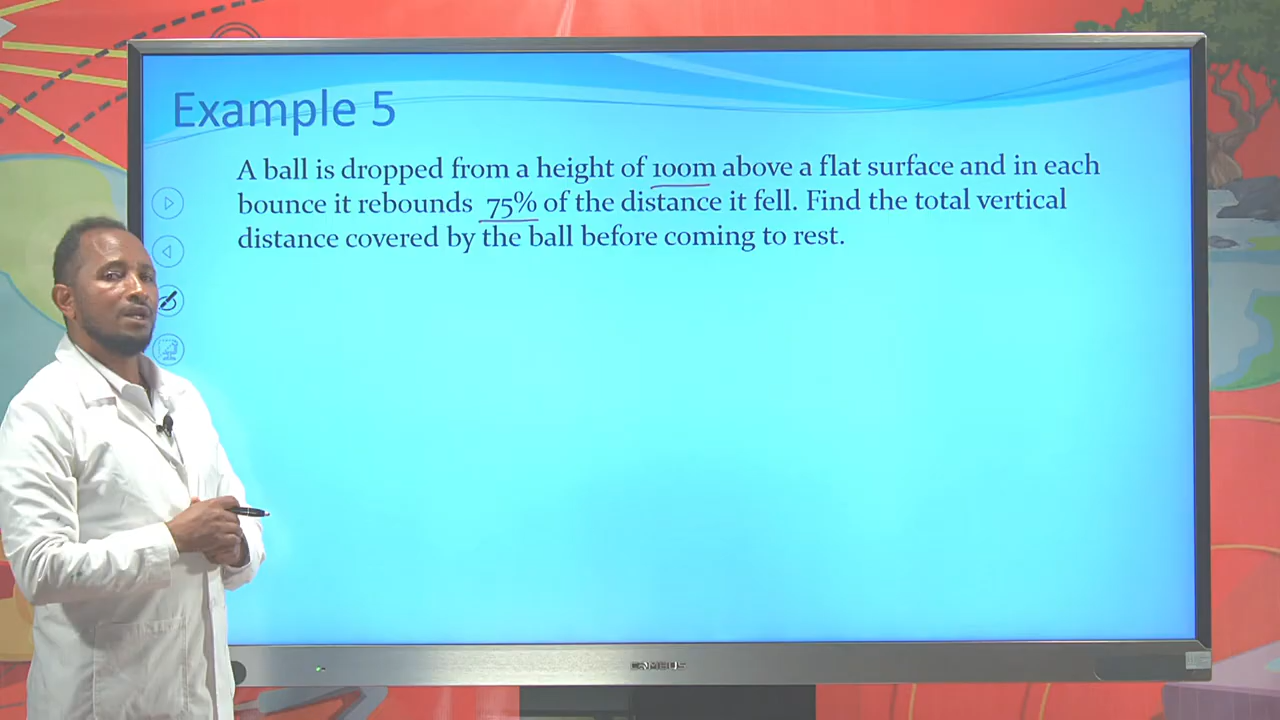 Example 5
A ball is dropped from a height of 100m above a flat surface and in each
bounce it rebounds 75% of the distance it fell. Find the total vertical
distance covered by the ball before coming to rest.